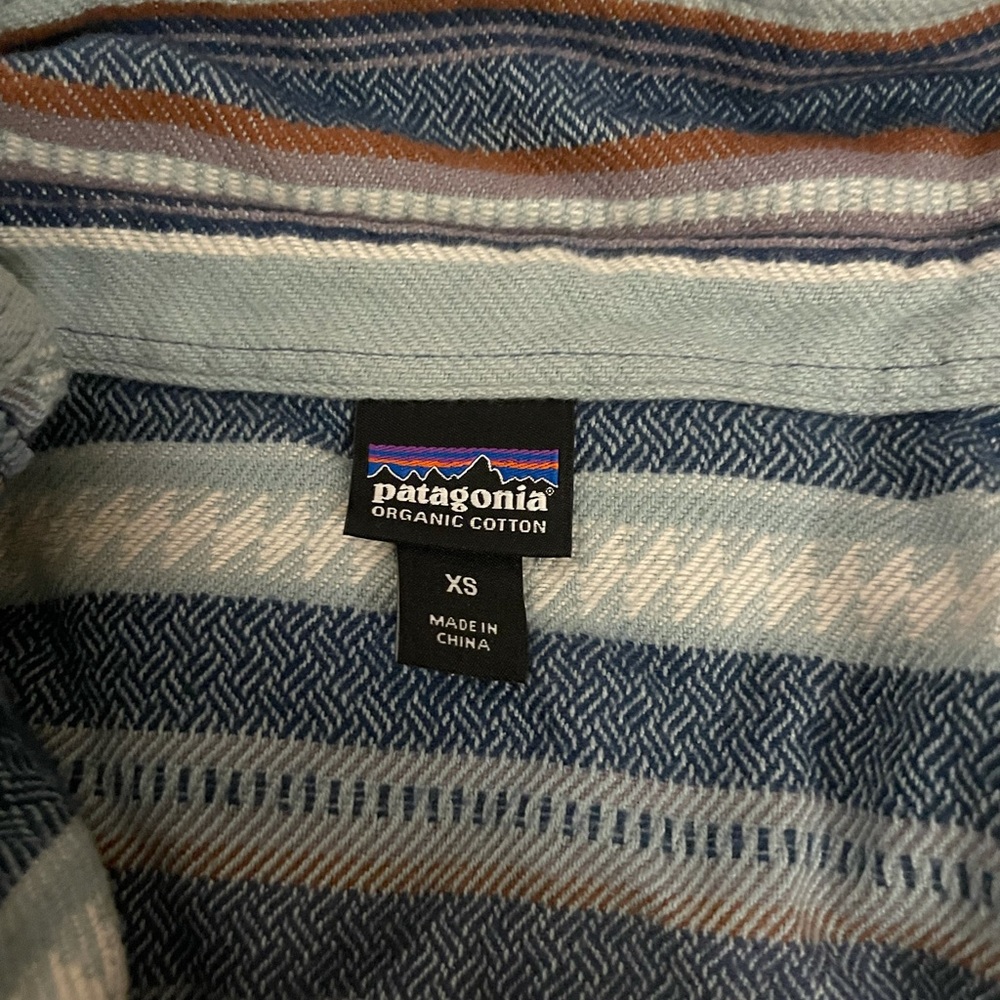 patagonia®
ORGANIC COTTON
XS
MADE IN
CHINA